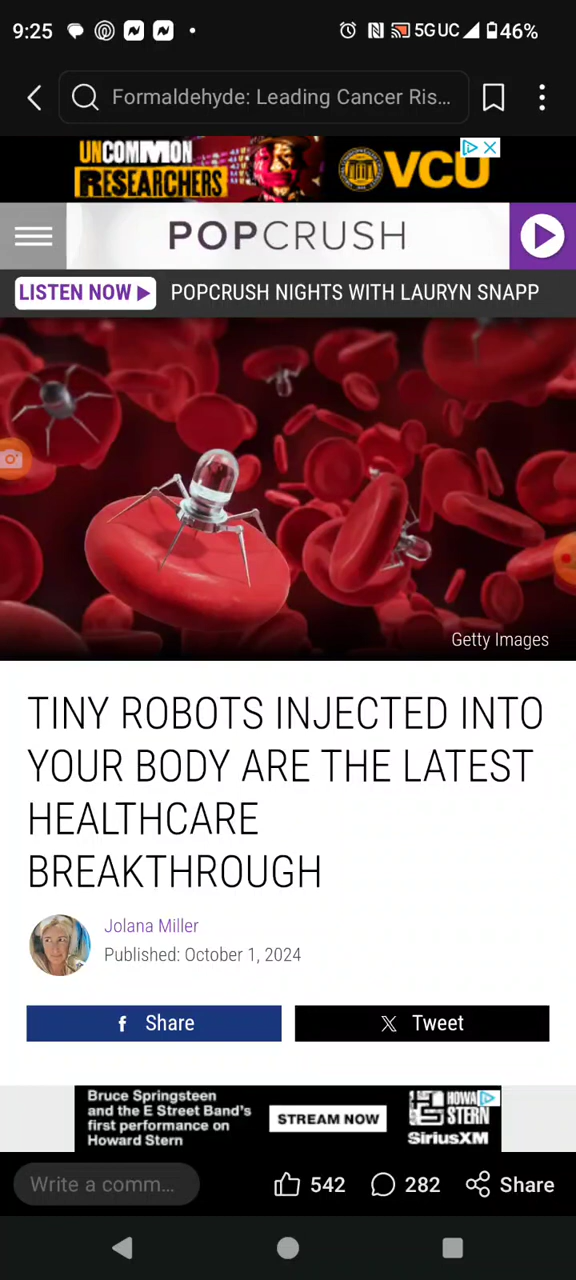 9:25
5G UC 46%
Formaldehyde: Leading Cancer Ris...
UNCOMMON
RESEARCHERS
VCU
POPCRUSH
LISTEN NOW POPCRUSH NIGHTS WITH LAURYN SNAPP
Getty Images
TINY ROBOTS INJECTED INTO
YOUR BODY ARE THE LATEST
HEALTHCARE
BREAKTHROUGH
Jolana Miller
Published: October 1, 2024
f Share
X Tweet
Bruce Springsteen
and the E Street Band's
first performance on
Howard Stern
STREAM NOW
STERN
SiriusXM
Write a comm... 542 282 Share